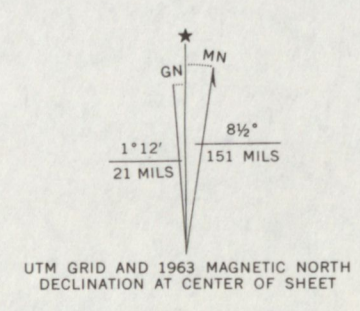 ★
MN
GN
1°12'
21 MILS
8½°
151 MILS
UTM GRID AND 1963 MAGNETIC NORTH
DECLINATION AT CENTER OF SHEET